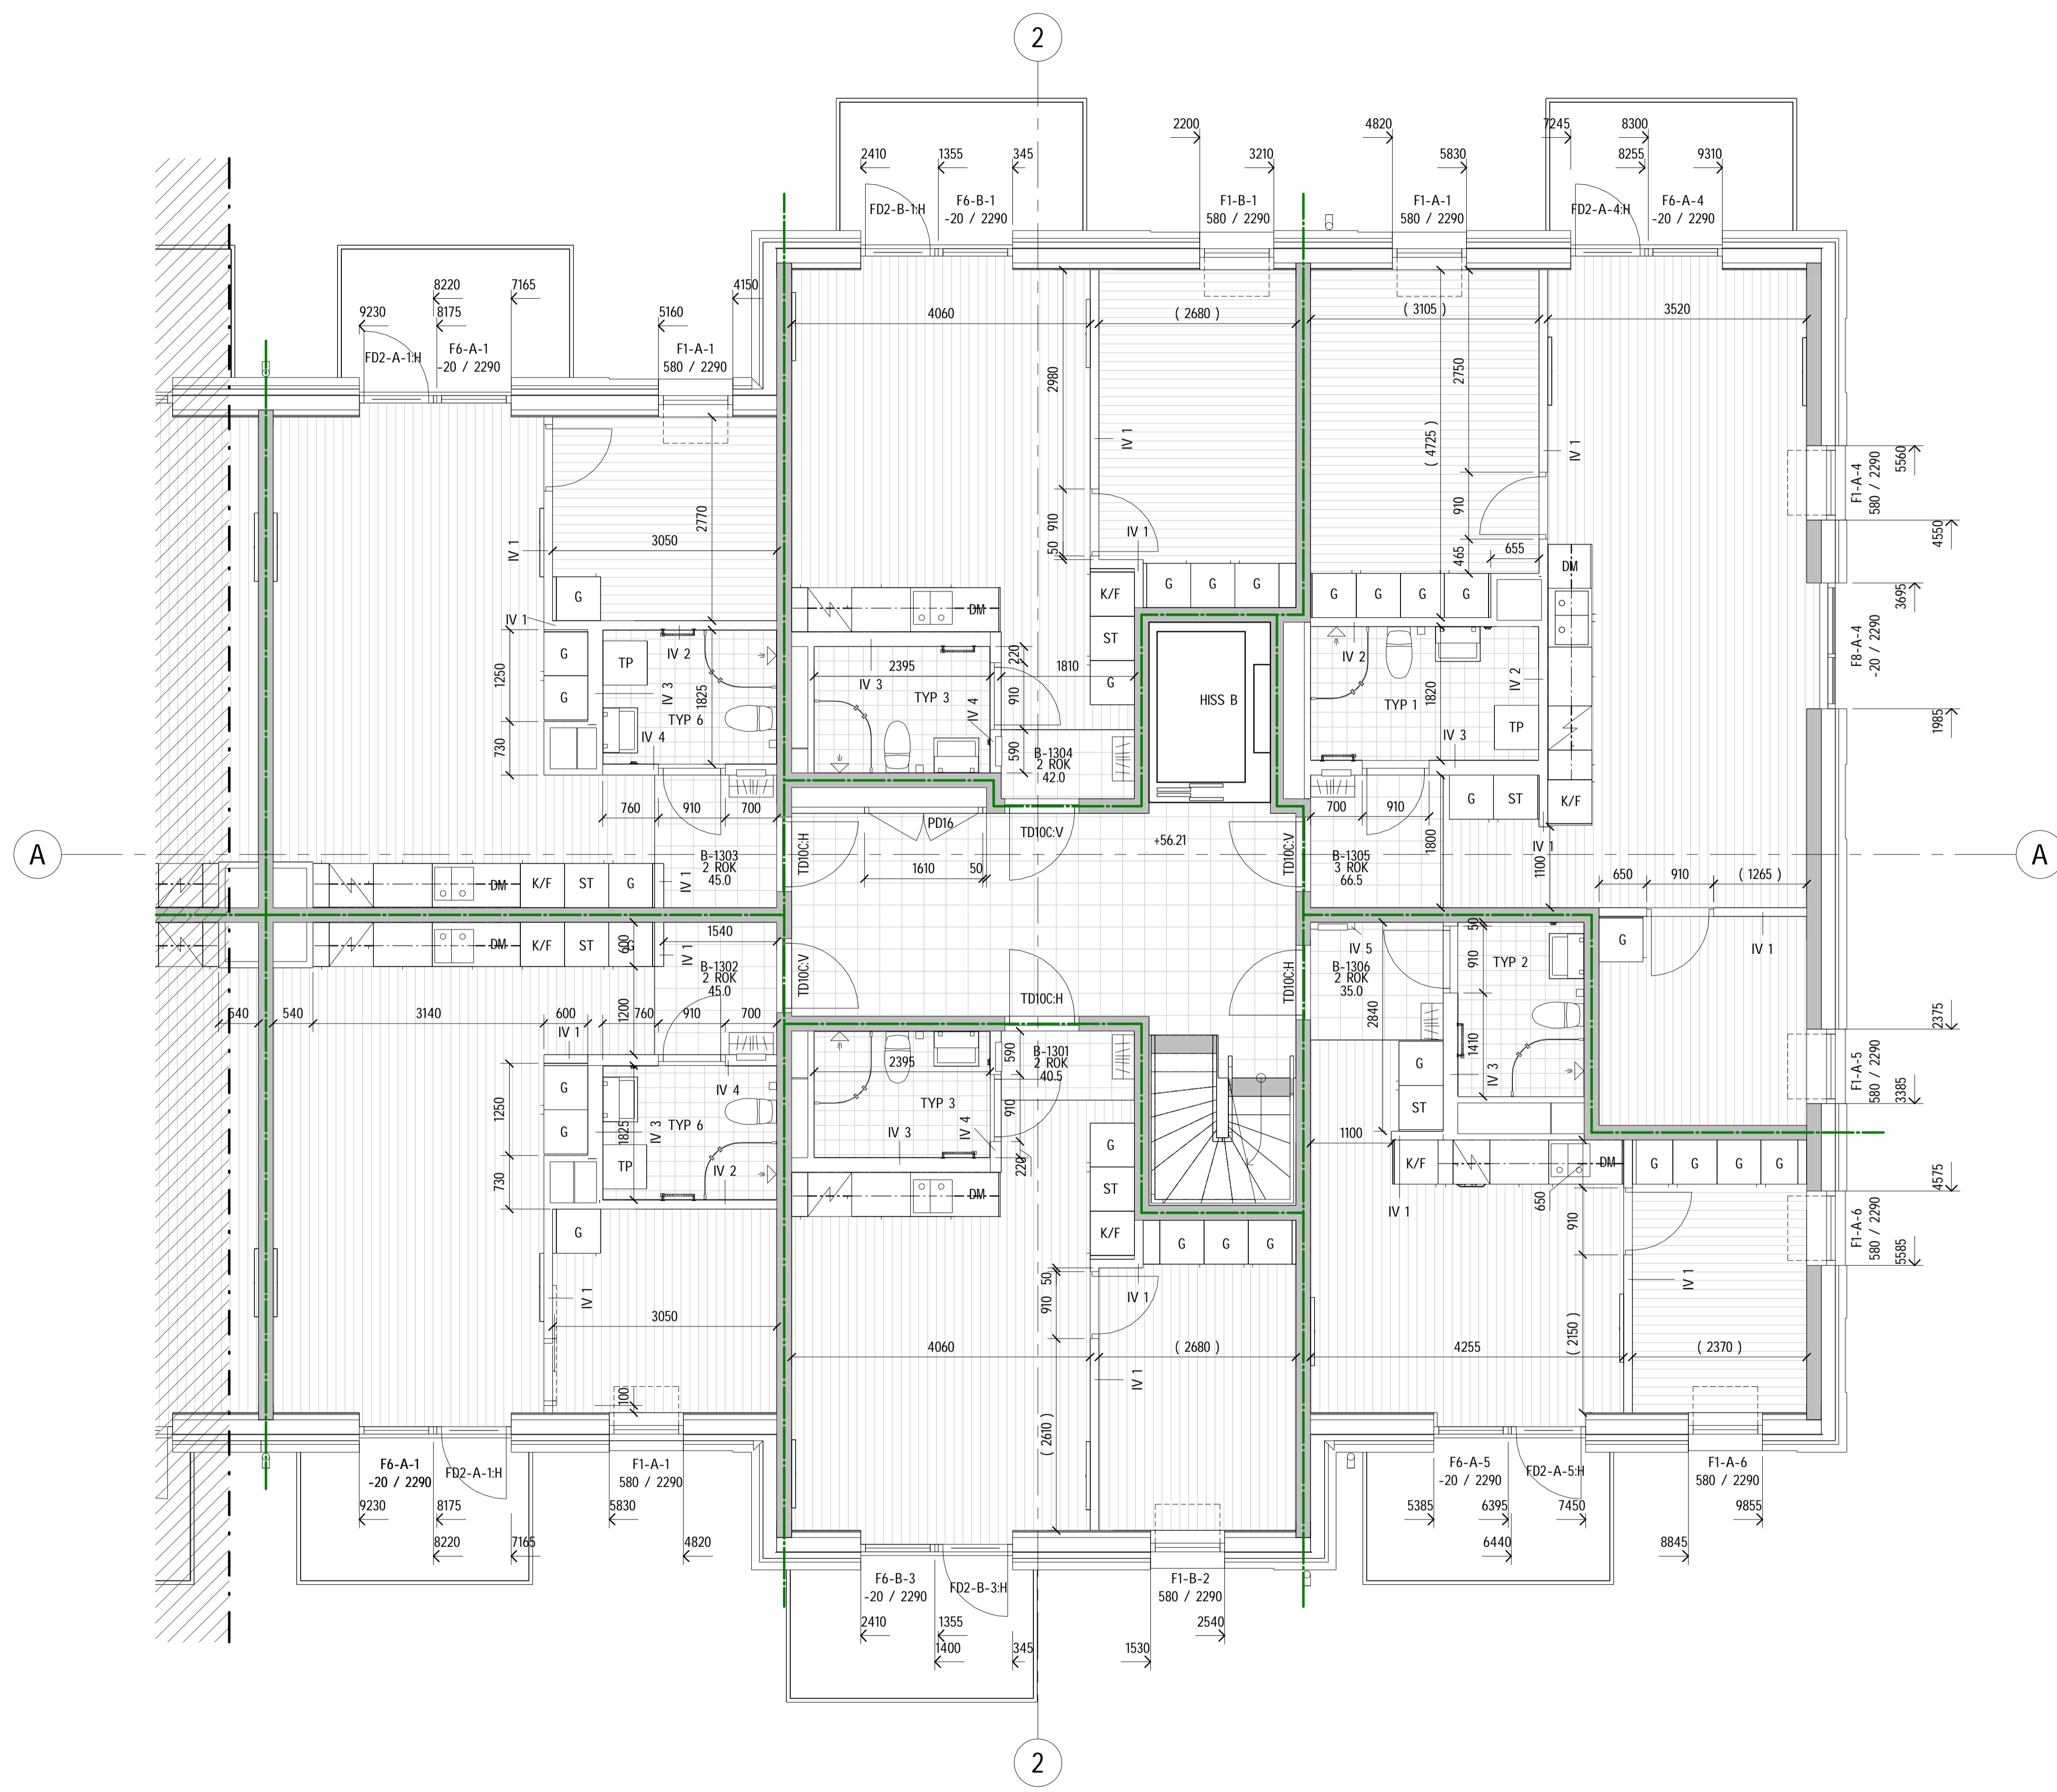 2
2200
4820
7245
8300
2410
1355
345
3210
5830
8255
9310
FD2-B-1:H
F6-B-1
-20 / 2290
F1-B-1
580 / 2290
F1-A-1
580 / 2290
FD2-A-4:H
F6-A-4
-20 / 2290
8220
7165
4150
9230
8175
5160
FD2-A-1:H
F6-A-1
-20 / 2290
F1-A-1
580 / 2290
4060
( 2680 )
( 3105 )
3520
2980
2750
( 4725 )
IV 1
IV 1
IV 1
5560
F1-A-4
580 / 2290
4550
2770
3050
IV 1
910
50
IV 1
910
465
655
G
G
G
G
K/F
DM
DM
G
G
G
G
3695
F8-A-4
-20 / 2290
1985
IV 1
G
G
1250
730
IV 2
TP
IV 3
1825
TYP 6
IV 4
ST
G
220
2395
1810
IV 3
TYP 3
910
IV 4
590
HISS B
IV 2
TYP 1
1820
IV 2
TP
IV 3
B-1304
2 ROK
42.0
760
910
700
PD16
TD10C:V
+56.21
700
910
1800
G
ST
K/F
A
TD10C:H
1610
50
TD10C:V
B-1305
3 ROK
66.5
IV 1
1100
A
B-1303
2 ROK
45.0
IV 1
DM
K/F
ST
G
650
910
( 1265 )
1540
DM
K/F
ST
G
600
IV 1
B-1302
2 ROK
45.0
TD10C:V
TD10C:H
TD10C:H
IV 5
B-1306
2 ROK
35.0
50
910
TYP 2
G
IV 1
540
540
3140
600
760
910
700
1200
IV 1
2840
1410
IV 3
2375
F1-A-5
580 / 2290
3385
1250
730
G
G
IV 4
1825
IV 3
TYP 6
TP
IV 2
G
2395
590
B-1301
2 ROK
40.5
TYP 3
910
IV 3
IV 4
220
DM
G
ST
K/F
G
ST
1100
K/F
DM
IV 1
650
910
G
G
G
G
4575
F1-A-6
580 / 2290
5585
G
G
G
50
910
IV 1
IV 1
IV 1
3050
4060
( 2680 )
4255
( 2150 )
( 2370 )
IV 1
100
( 2610 )
F6-A-1
-20 / 2290
FD2-A-1:H
F1-A-1
580 / 2290
F6-A-5
-20 / 2290
FD2-A-5:H
F1-A-6
580 / 2290
9230
8175
5830
5385
6395
7450
9855
8220
7165
4820
6440
8845
F6-B-3
-20 / 2290
FD2-B-3:H
F1-B-2
580 / 2290
2410
1355
2540
1400
345
1530
2